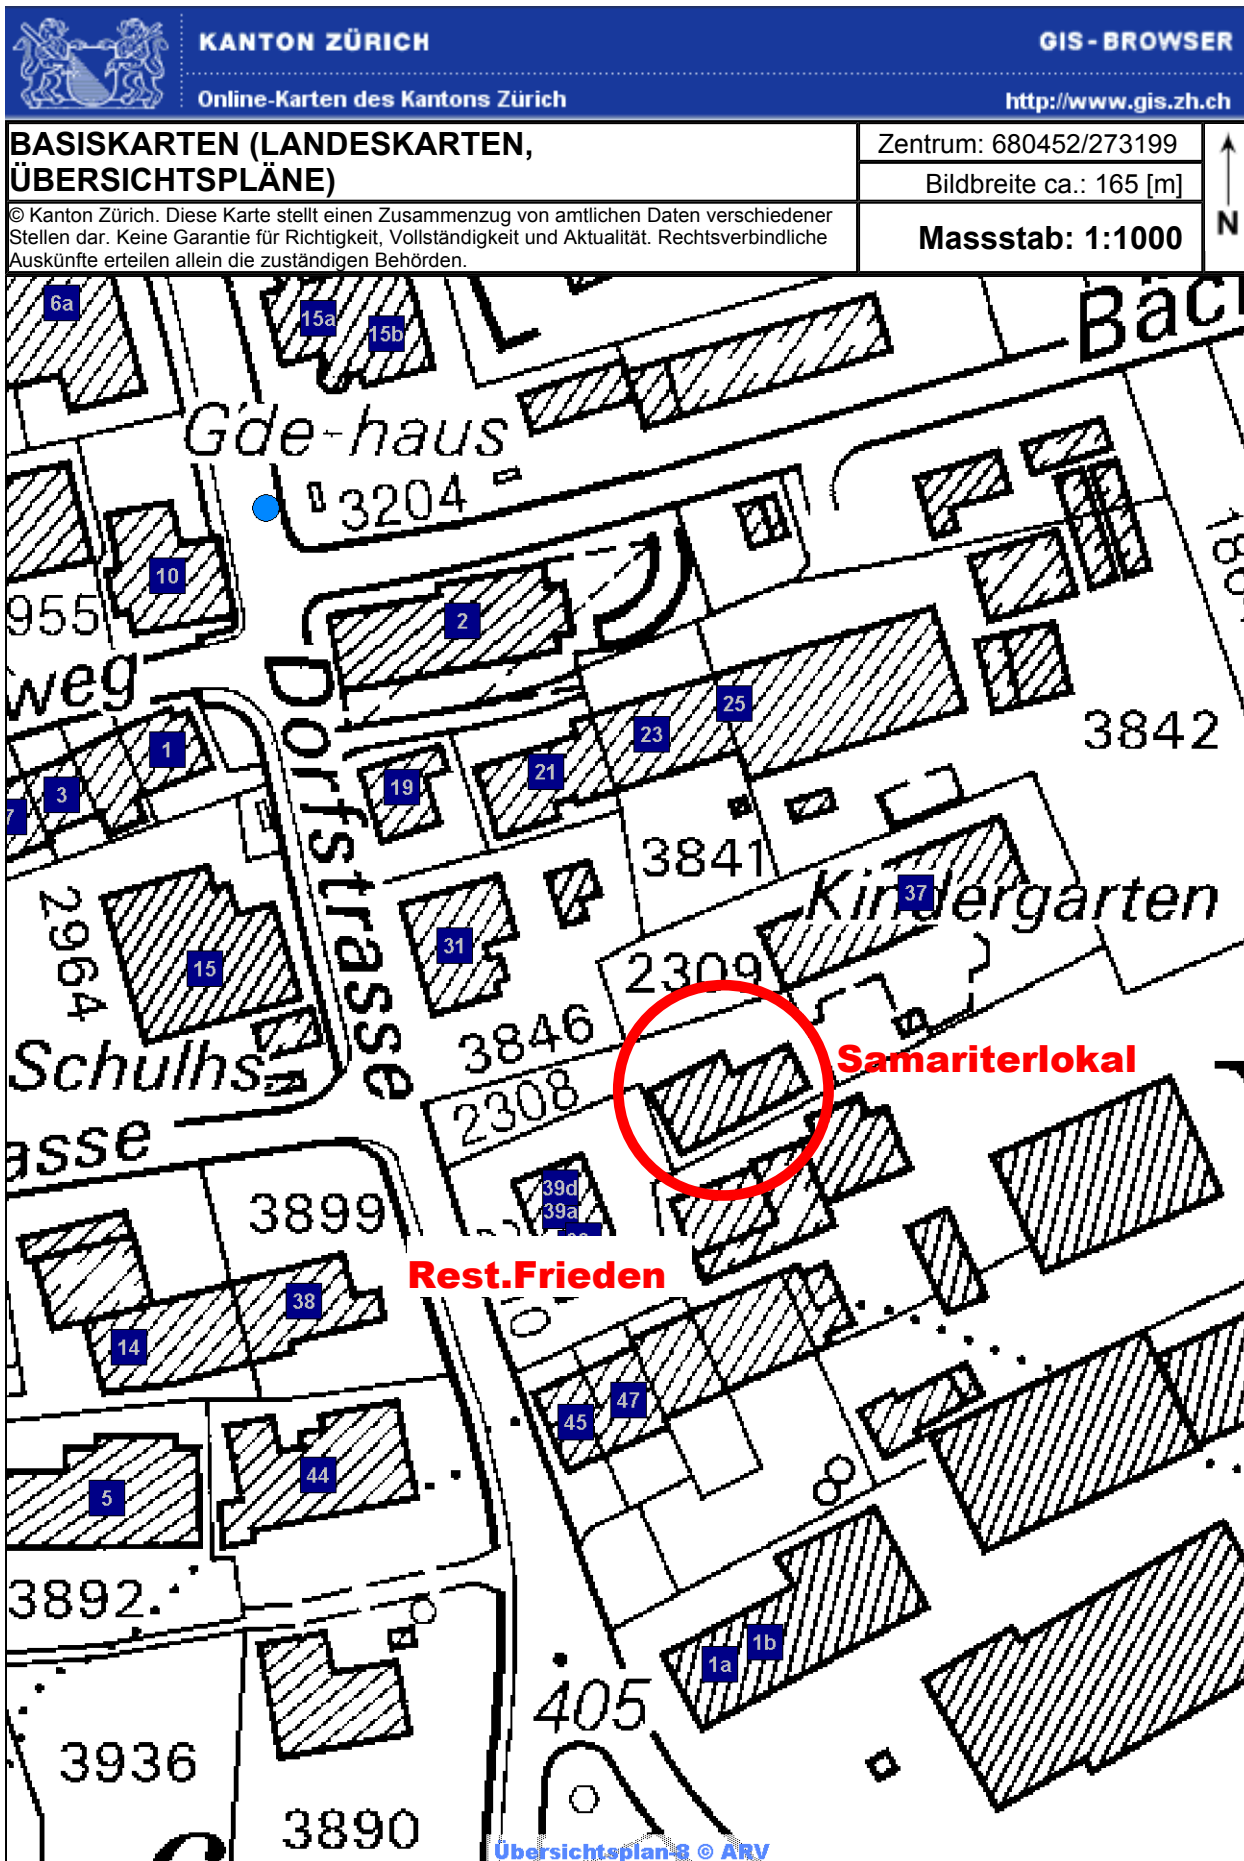 KANTON ZÜRICH
GIS-BROWSER
Online-Karten des Kantons Zürich
http://www.gis.zh.ch
BASISKARTEN (LANDESKARTEN,
ÜBERSICHTSPLÄNE)
Zentrum: 680452/273199
Bildbreite ca.: 165 [m]
© Kanton Zürich. Diese Karte stellt einen Zusammenzug von amtlichen Daten verschiedener
Stellen dar. Keine Garantie für Richtigkeit, Vollständigkeit und Aktualität. Rechtsverbindliche
Auskünfte erteilen allein die zuständigen Behörden.
Massstab: 1:1000
N
6a
15a
15b
Bäc
G'de-haus
3204
10
955
2
weg
Dorfstrasse
25
23
3842
1
21
19
3
7
3841
37
Kindergarten
2964
31
15
2309
3846
Schulhs.
Samariterlokal
2308
asse
39d
39a
3899
Rest.Frieden
38
14
47
45
44
5
8
3892
1b
1a
405
3936
3890
Übersichtsplan-8 © ARV